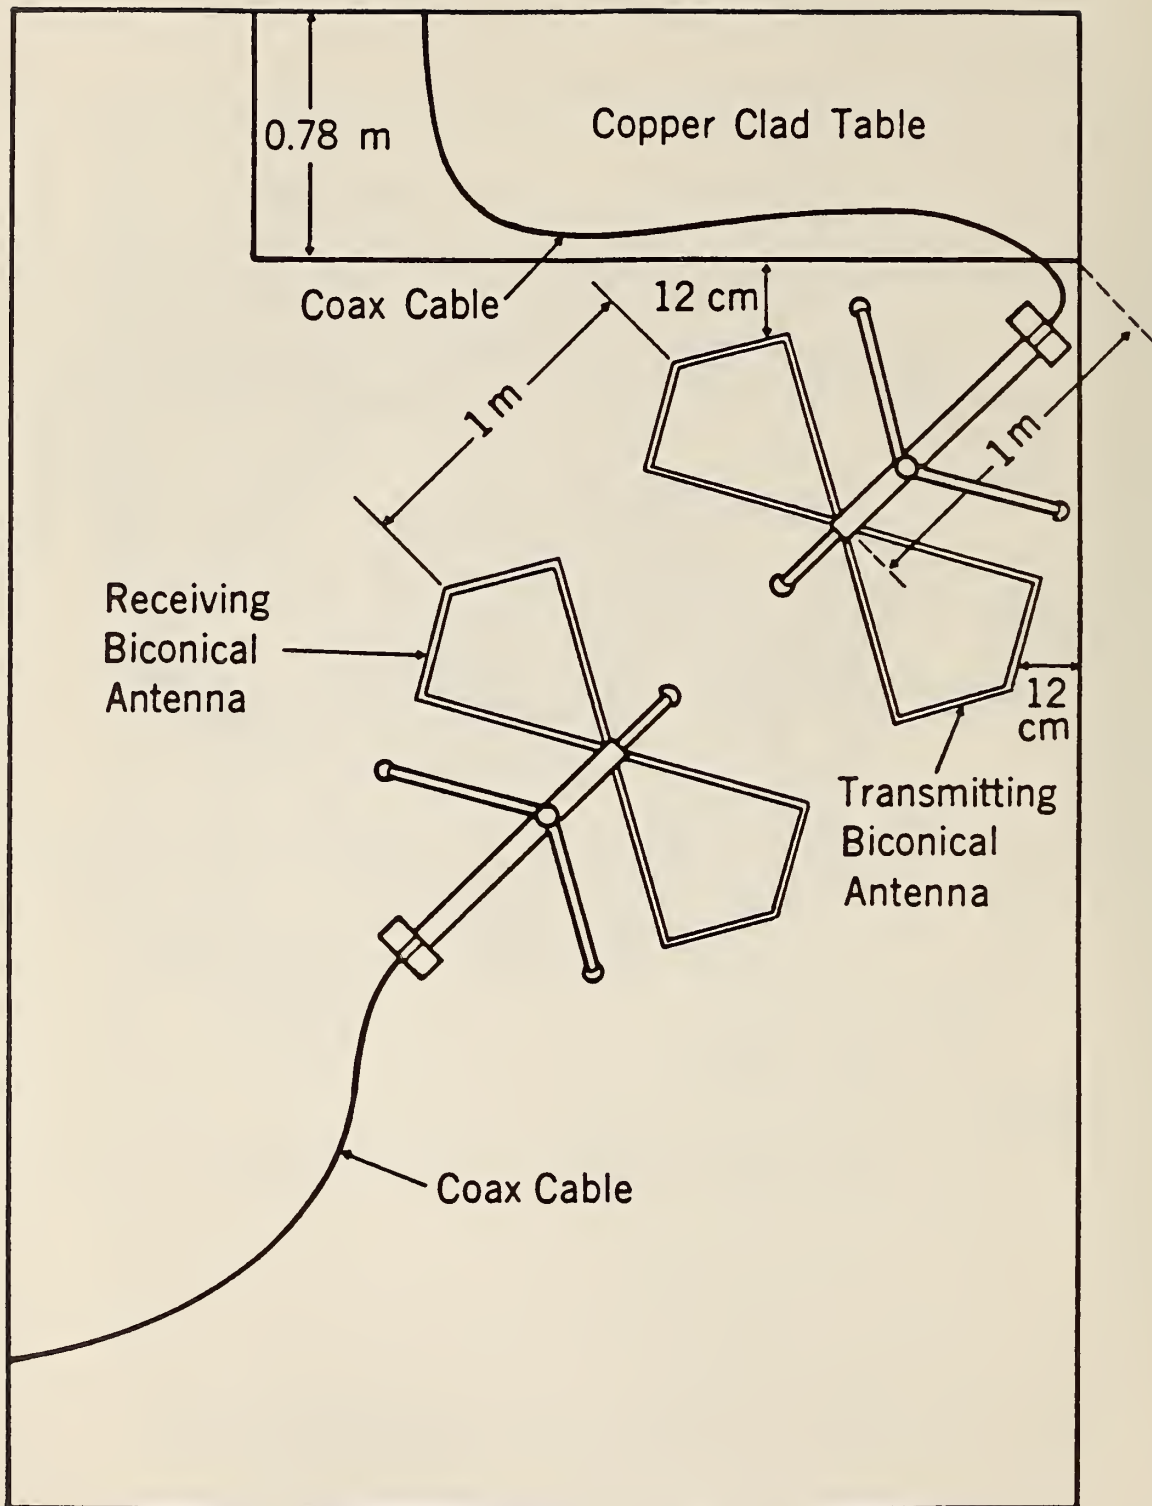 0.78 m
Copper Clad Table
Coax Cable
12 cm
1 m
1 m
Receiving
Biconical
Antenna
12
cm
Transmitting
Biconical
Antenna
Coax Cable